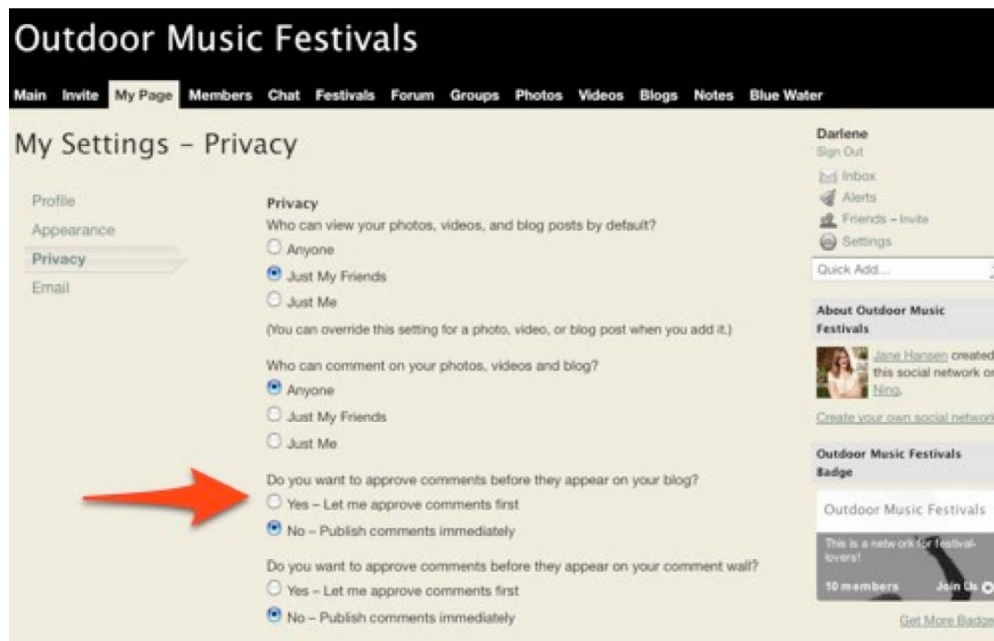 Outdoor Music Festivals
Main Invite My Page Members Chat Festivals Forum Groups Photos Videos Blogs Notes Blue Water
My Settings – Privacy
Profile
Appearance
Privacy
Email
Privacy
Who can view your photos, videos, and blog posts by default?
Anyone
Just My Friends
Just Me
(You can override this setting for a photo, video, or blog post when you add it.)
Who can comment on your photos, videos and blog?
Anyone
Just My Friends
Just Me
Do you want to approve comments before they appear on your blog?
Yes – Let me approve comments first
No – Publish comments immediately
Do you want to approve comments before they appear on your comment wall?
Yes – Let me approve comments first
No – Publish comments immediately
Darlene
Sign Out
Inbox
Alerts
Friends – Invite
Settings
Quick Add...
About Outdoor Music
Festivals
Jane Hansen created
this social network on
Ning.
Create your own social network
Outdoor Music Festivals
Badge
Outdoor Music Festivals
This is a network for festival-
lovers!
10 members Join Us
Get More Badge